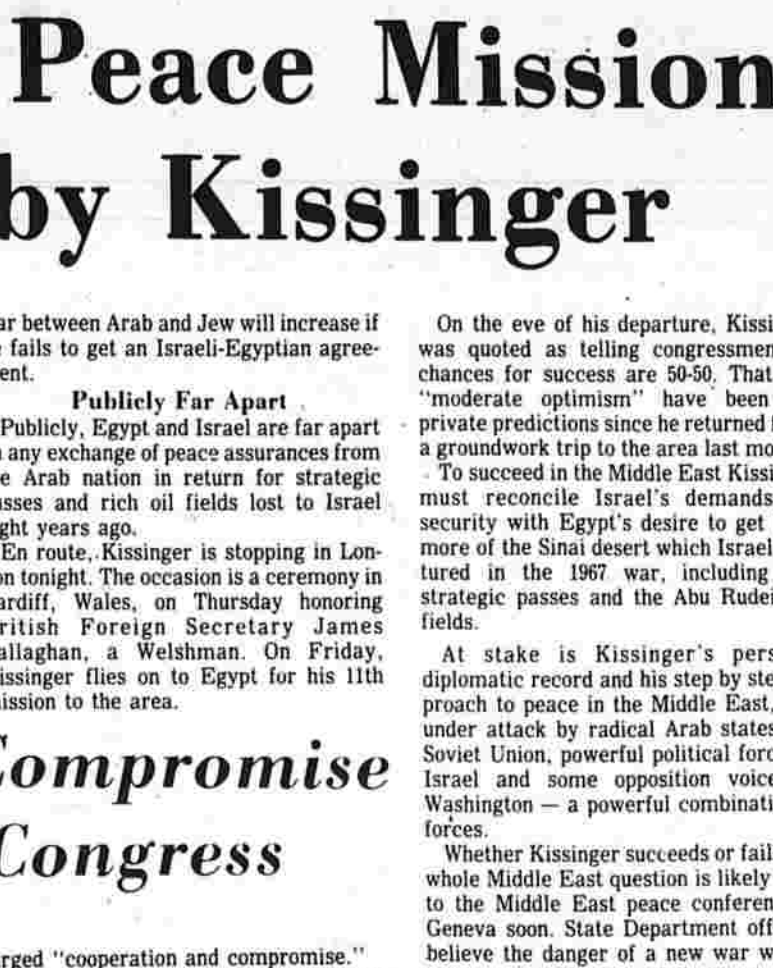 Peace Mission
by Kissinger
ar between Arab and Jew will increase if
fails to get an Israeli-Egyptian agree-
ent.
Publicly Far Apart
Publicly, Egypt and Israel are far apart
n any exchange of peace assurances from
e Arab nation in return for strategic
sses and rich oil fields lost to Israel
ght years ago.
En route, Kissinger is stopping in Lon-
on tonight. The occasion is a ceremony in
ardiff, Wales, on Thursday honoring
ritish Foreign Secretary James
allaghan, a Welshman. On Friday,
issinger flies on to Egypt for his 11th
ission to the area.
Compromise
Congress
rged "cooperation and compromise."
On the eve of his departure, Kissi
was quoted as telling congressmen
chances for success are 50-50. That
"moderate optimism" have been
private predictions since he returned f
a groundwork trip to the area last mo
To succeed in the Middle East Kissi
must reconcile Israel's demands
security with Egypt's desire to get
more of the Sinai desert which Israel
tured in the 1967 war, including
strategic passes and the Abu Rudei
fields.
At stake is Kissinger's pers
diplomatic record and his step by ste
proach to peace in the Middle East,
under attack by radical Arab states
Soviet Union, powerful political forc
Israel and some opposition voice
Washington — a powerful combinati
forces.
Whether Kissinger succeeds or fail
whole Middle East question is likely
to the Middle East peace conferen
Geneva soon. State Department off
believe the danger of a new war w